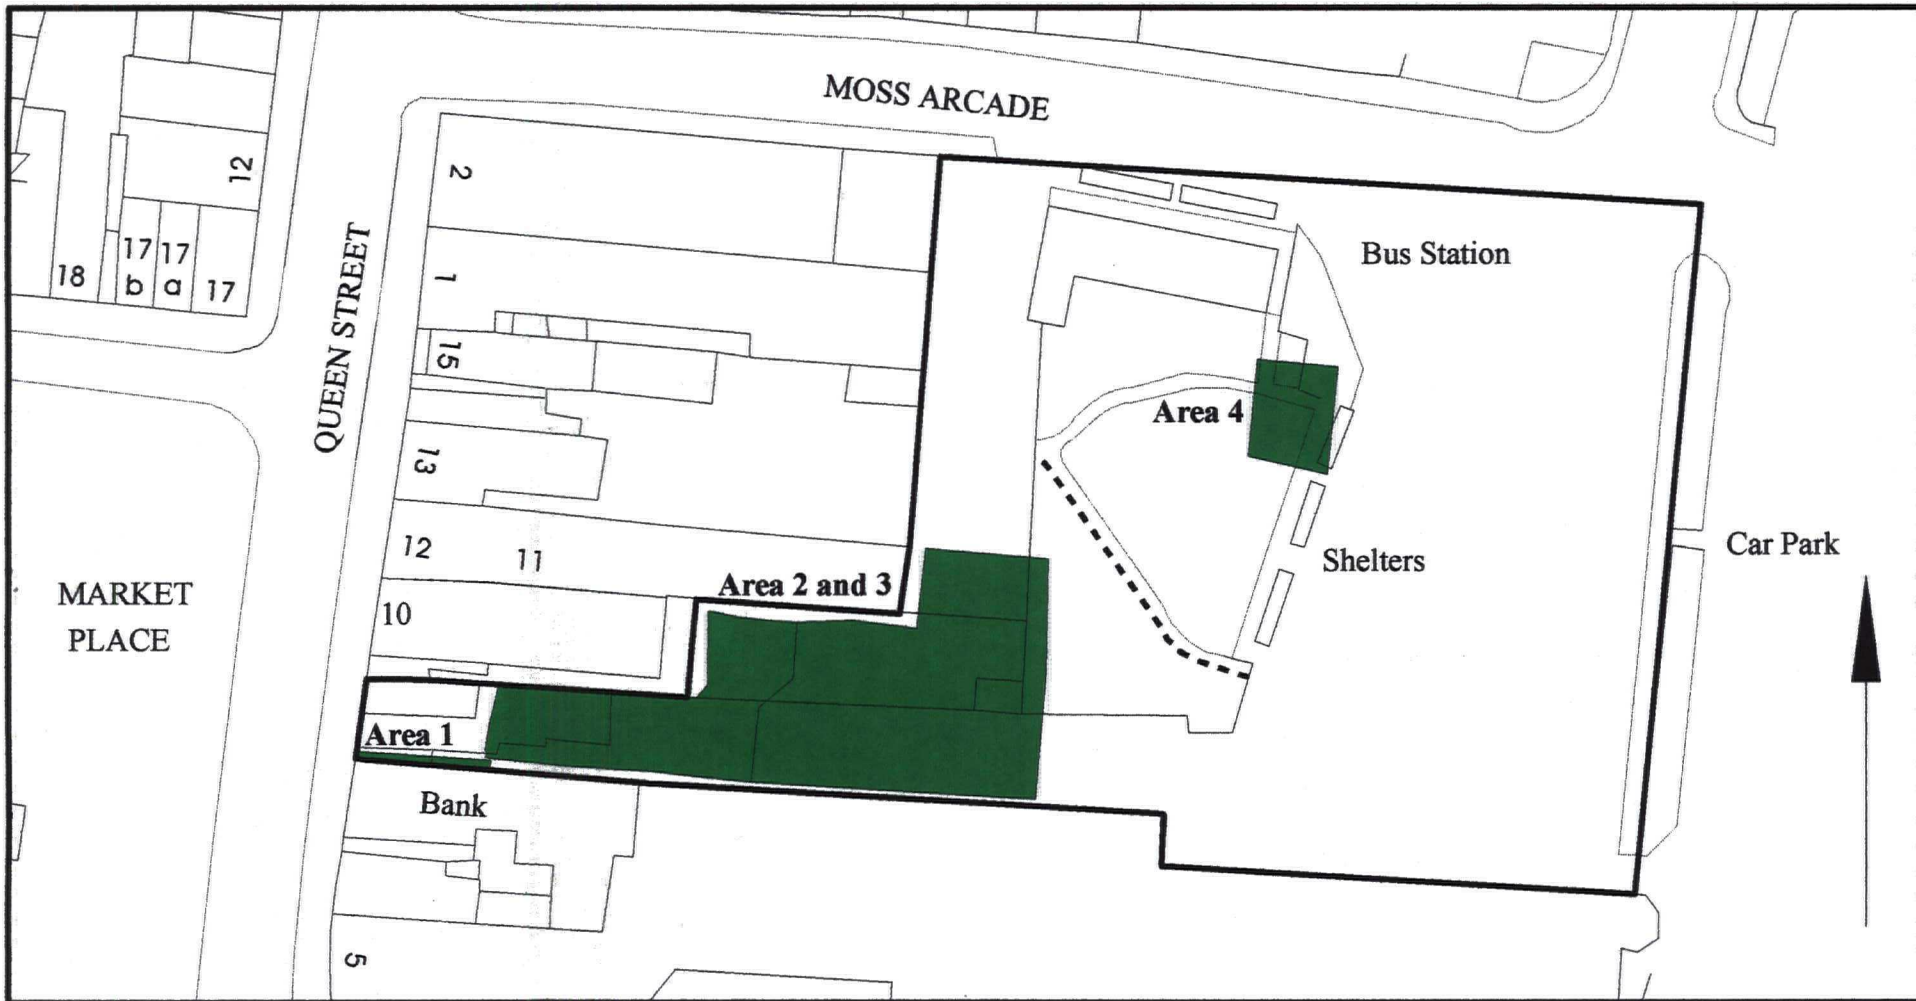 MOSS ARCADE
12
2
18
17
b
17
a
17
QUEEN STREET
1
Bus Station
15
Area 4
13
12
11
Shelters
Car Park
Area 2 and 3
MARKET
PLACE
10
Area 1
Bank
5